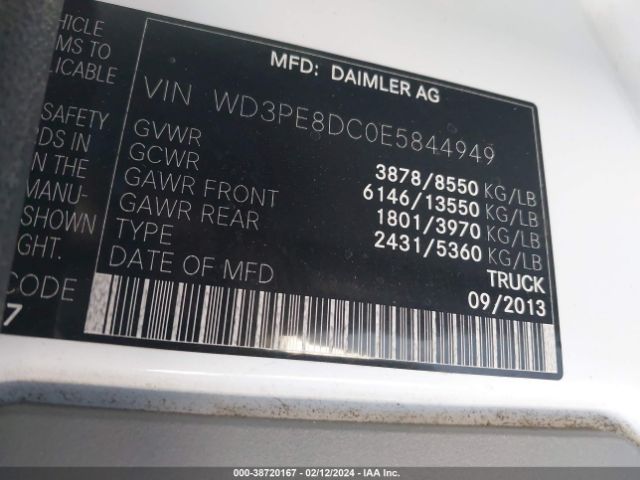 VEHICLE
MS TO
LICABLE
SAFETY
DS IN
N THE
MANU-
SHOWN
GHT.
CODE
7
MFD: DAIMLER AG
VIN WD3PE8DC0E5844949
GVWR 3878/8550 KG/LB
GCWR 6146/13550 KG/LB
GAWR FRONT 1801/3970 KG/LB
GAWR REAR 2431/5360 KG/LB
TYPE TRUCK
DATE OF MFD 09/2013
000-38720167 - 02/12/2024 - IAA Inc.